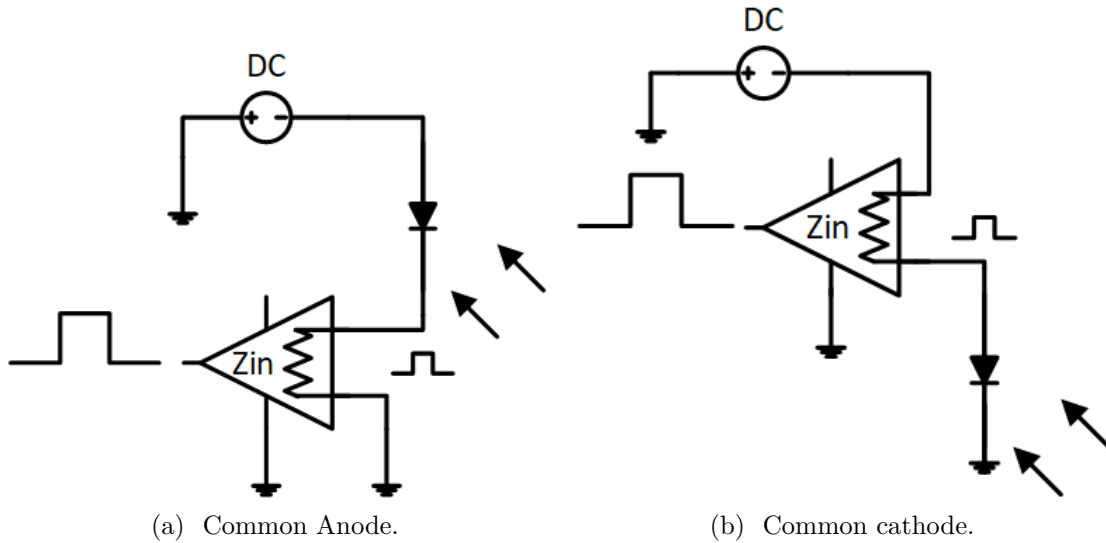 DC
+ -
Zin
DC
+ -
Zin
(a) Common Anode.
(b) Common cathode.